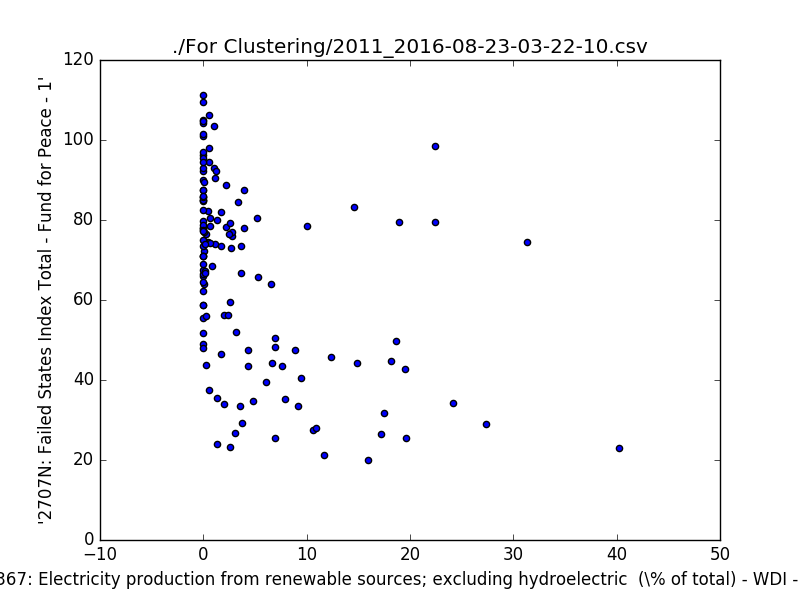 ./For Clustering/2011_2016-08-23-03-22-10.csv
120
100
80
60
40
20
0
'2707N: Failed States Index Total - Fund for Peace - 1'
−10 0 10 20 30 40 50
367: Electricity production from renewable sources; excluding hydroelectric (\% of total) - WDI -